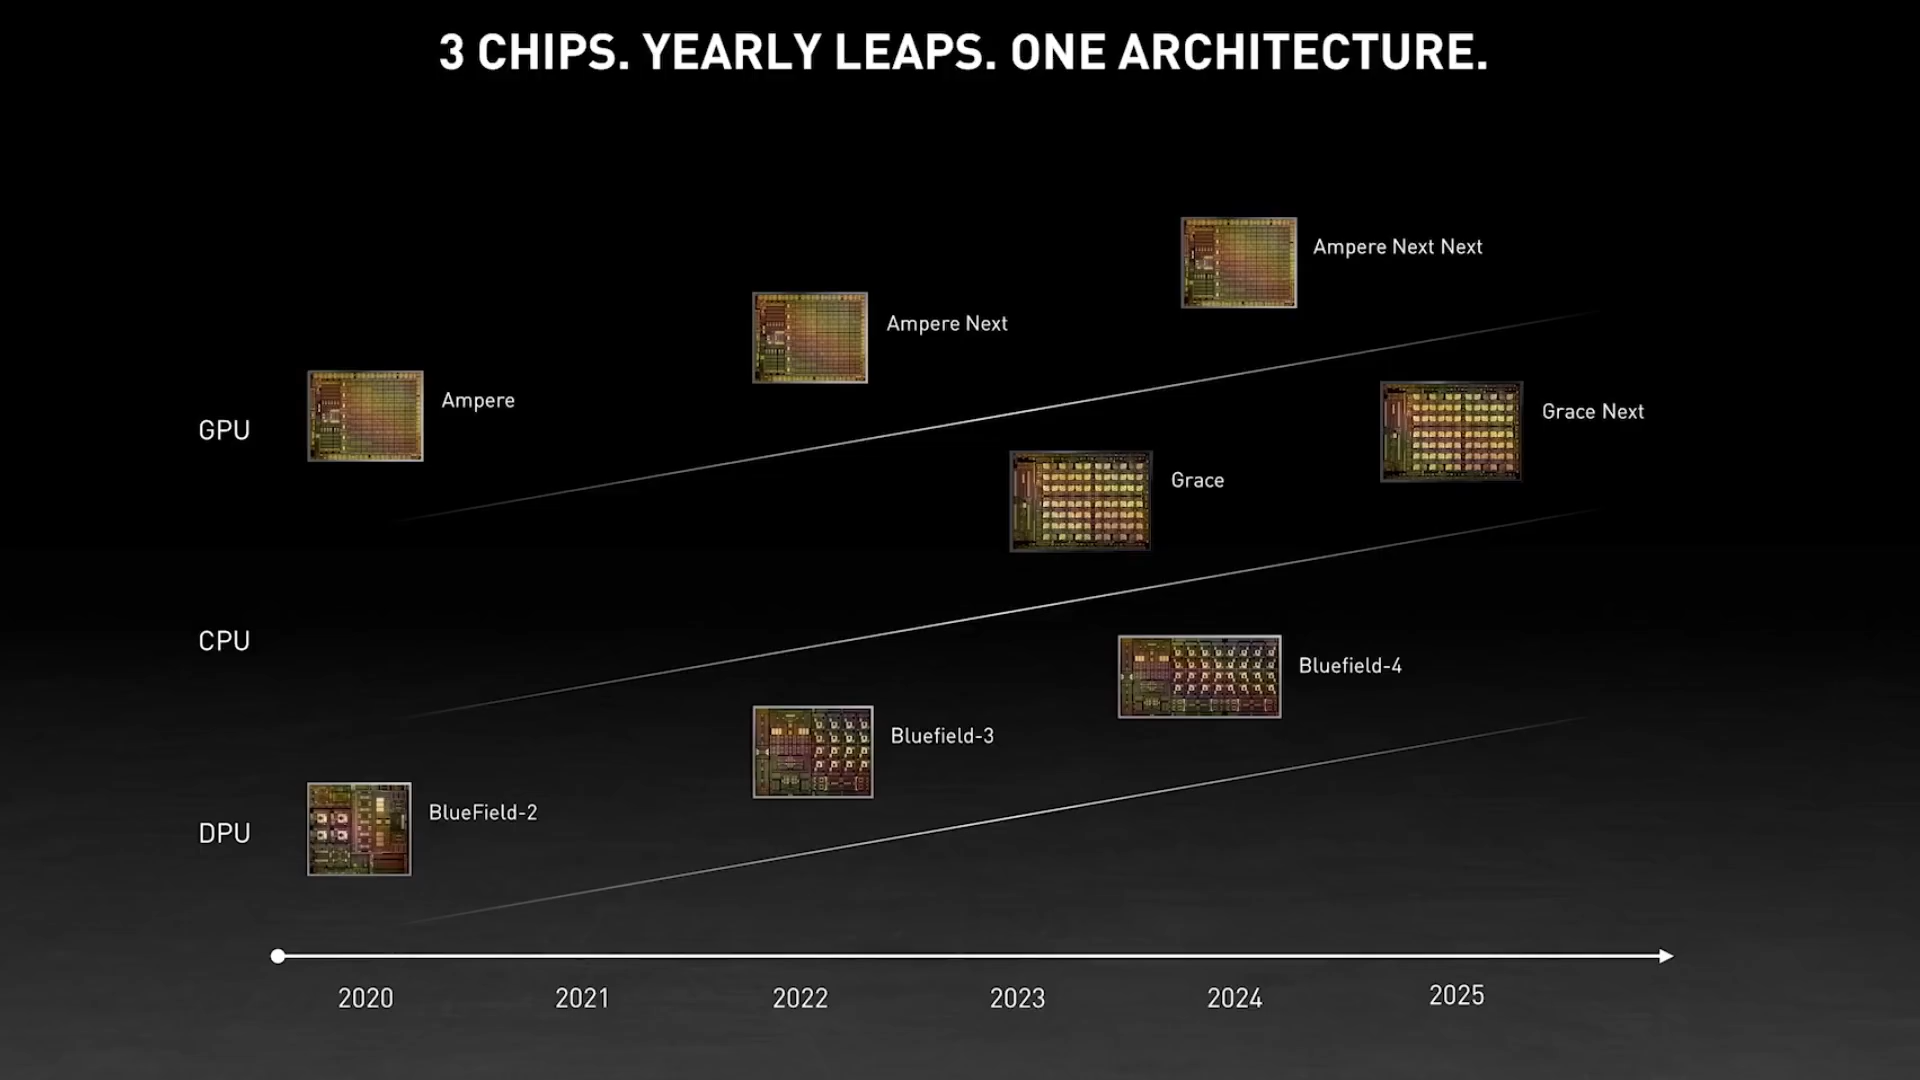 3 CHIPS. YEARLY LEAPS. ONE ARCHITECTURE.
Ampere Next Next
Ampere Next
Ampere
GPU
Grace Next
Grace
CPU
Bluefield-4
Bluefield-3
BlueField-2
DPU
2020
2021
2022
2023
2024
2025